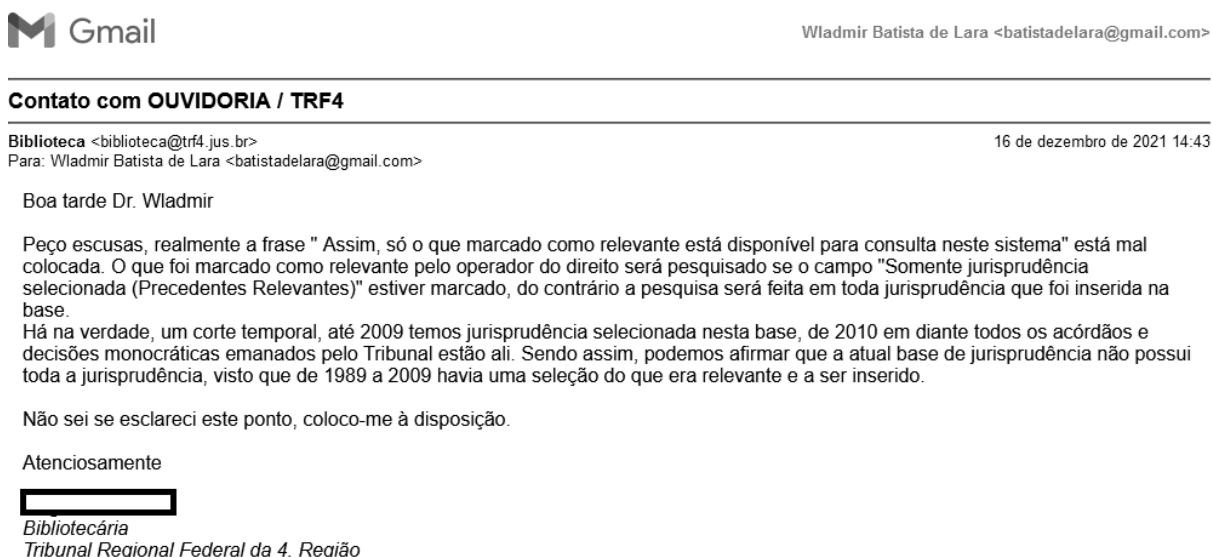 Gmail
Wladmir Batista de Lara <batistadelara@gmail.com>
Contato com OUVIDORIA / TRF4
Biblioteca <biblioteca@trf4.jus.br>
16 de dezembro de 2021 14:43
Para: Wladmir Batista de Lara <batistadelara@gmail.com>
Boa tarde Dr. Wladmir
Peço escusas, realmente a frase " Assim, só o que marcado como relevante está disponível para consulta neste sistema" está mal
colocada. O que foi marcado como relevante pelo operador do direito será pesquisado se o campo "Somente jurisprudência
selecionada (Precedentes Relevantes)" estiver marcado, do contrário a pesquisa será feita em toda jurisprudência que foi inserida na
base.
Há na verdade, um corte temporal, até 2009 temos jurisprudência selecionada nesta base, de 2010 em diante todos os acórdãos e
decisões monocráticas emanados pelo Tribunal estão ali. Sendo assim, podemos afirmar que a atual base de jurisprudência não possui
toda a jurisprudência, visto que de 1989 a 2009 havia uma seleção do que era relevante e a ser inserido.
Não sei se esclareci este ponto, coloco-me à disposição.
Atenciosamente
Bibliotecária
Tribunal Regional Federal da 4. Região